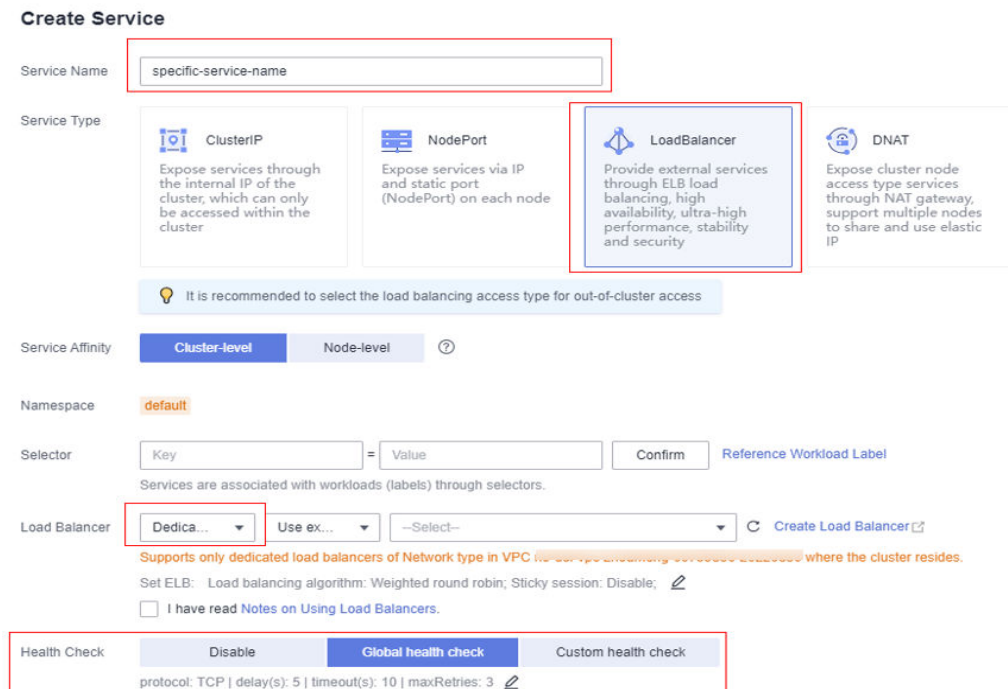 Create Service
Service Name
specific-service-name
Service Type
ClusterIP
Expose services through
the internal IP of the
cluster, which can only
be accessed within the
cluster
NodePort
Expose services via IP
and static port
(NodePort) on each node
LoadBalancer
Provide external services
through ELB load
balancing, high
availability, ultra-high
performance, stability
and security
DNAT
Expose cluster node
access type services
through NAT gateway,
support multiple nodes
to share and use elastic
IP
It is recommended to select the load balancing access type for out-of-cluster access
Service Affinity
Cluster-level
Node-level
Namespace
default
Selector
Key
=
Value
Confirm
Reference Workload Label
Services are associated with workloads (labels) through selectors.
Load Balancer
Dedica...
Use ex...
--Select--
Create Load Balancer
Supports only dedicated load balancers of Network type in VPC where the cluster resides.
Set ELB: Load balancing algorithm: Weighted round robin; Sticky session: Disable;
I have read Notes on Using Load Balancers.
Health Check
Disable
Global health check
Custom health check
protocol: TCP | delay(s): 5 | timeout(s): 10 | maxRetries: 3